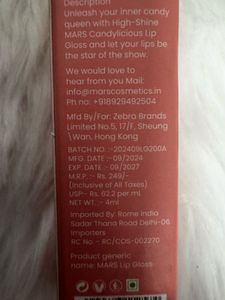 Description
Unleash your inner candy
queen with High-Shine
MARS Candylicious Lip
Gloss and let your lips be
the star of the show.
We would love to
hear from you Mail:
info@marscosmetics.in
Ph no: +918929492504
Mfd By/For: Zebra Brands
Limited No.5, 17/F, Sheung
Wan, Hong Kong
BATCH NO. :-202409LG200A
MFG. DATE :-09/2024
EXP. DATE :- 09/2027
M.R.P. :- Rs. 249/-
(Inclusive of All Taxes)
USP:- Rs. 62.2 per ml
NET WT :- 4ml
Imported By: Rome India
Sadar Thana Road Delhi-06
Importers
RC No.- RC/COS-002270
Product generic
name:- MARS Lip Gloss